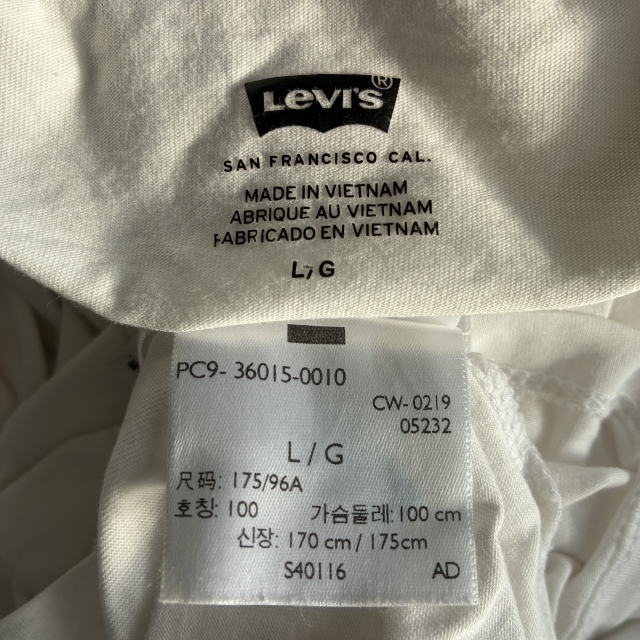 LEVI'S®
SAN FRANCISCO CAL.
MADE IN VIETNAM
ABRIQUE AU VIETNAM
FABRICADO EN VIETNAM
L, G
PC9- 36015-0010
CW-0219
05232
L / G
尺码: 175/96A
호칭: 100 가슴둘레: 100 cm
신장: 170 cm / 175cm
S40116 AD